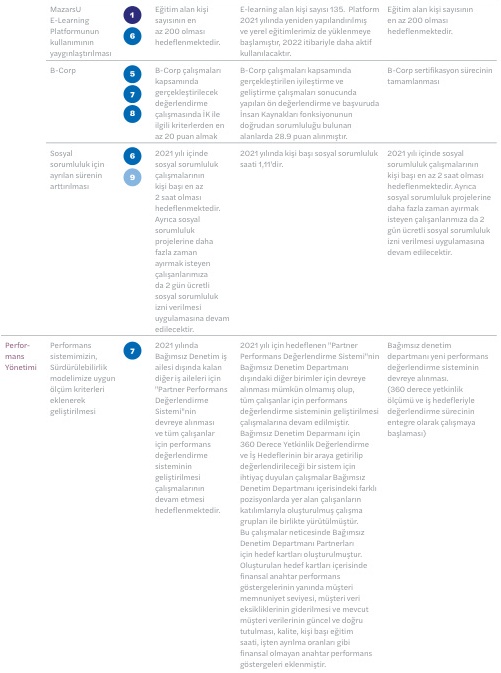 MazarsU
E-Learning
Platformunun
kullanımının
yaygınlaştırılması
1
6
Eğitim alan kişi
sayısının en
az 200 olması
hedeflenmektedir.
E-learning alan kişi sayısı 135. Platform
2021 yılında yeniden yapılandırılmış
ve yerel eğitimlerimiz de yüklenmeye
başlamıştır, 2022 itibariyle daha aktif
kullanılacaktır.
Eğitim alan kişi sayısının
en az 200 olması
hedeflenmektedir.
B-Corp
5
7
8
B-Corp çalışmaları
kapsamında
gerçekleştirilecek
değerlendirme
çalışmasında İK ile
ilgili kriterlerden en
az 20 puan almak
B-Corp çalışmaları kapsamında
gerçekleştirilen iyileştirme ve
geliştirme çalışmaları sonucunda
yapılan ön değerlendirme ve başvuruda
İnsan Kaynakları fonksiyonunun
doğrudan sorumluluğu bulunan
alanlarda 28.9 puan alınmıştır.
B-Corp sertifikasyon sürecinin
tamamlanması
Sosyal
sorumluluk için
ayrılan sürenin
arttırılması
6
9
2021 yılı içinde
sosyal sorumluluk
çalışmalarının
kişi başı en az
2 saat olması
hedeflenmektedir.
Ayrıca sosyal
sorumluluk
projelerine daha
fazla zaman
ayırmak isteyen
çalışanlarımıza
da 2 gün ücretli
sosyal sorumluluk
izni verilmesi
uygulamasına devam
edilecektir.
2021 yılında kişi başı sosyal sorumluluk
saati 1,11'dir.
2021 yılı içinde sosyal
sorumluluk çalışmalarının
kişi başı en az 2 saat olması
hedeflenmektedir. Ayrıca
sosyal sorumluluk projelerine
daha fazla zaman ayırmak
isteyen çalışanlarımıza da 2
gün ücretli sosyal sorumluluk
izni verilmesi uygulamasına
devam edilecektir.
Perfor-
mans
Yönetimi
Performans
sistemimizin,
Sürdürülebilirlik
modelimize uygun
ölçüm kriterleri
eklenerek
geliştirilmesi
7
2021 yılında
Bağımsız Denetim iş
ailesi dışında kalan
diğer iş aileleri için
"Partner Performans
Değerlendirme
Sistemi"nin
devreye alınması
ve tüm çalışanlar
için performans
değerlendirme
sisteminin
geliştirilmesi
çalışmalarının
devam etmesi
hedeflenmektedir.
2021 yılı için hedeflenen "Partner
Performans Değerlendirme Sistemi"nin
Bağımsız Denetim Departmanı
dışındaki diğer birimler için devreye
alınması mümkün olmamış olup,
tüm çalışanlar için performans
değerlendirme sisteminin geliştirilmesi
çalışmalarına devam edilmiştir.
Bağımsız Denetim Deparmanı için
360 Derece Yetkinlik Değerlendirme
ve İş Hedeflerinin bir araya getirilip
değerlendirileceği bir sistem için
ihtiyaç duyulan çalışmalar Bağımsız
Denetim Departmanı içerisindeki farklı
pozisyonlarda yer alan çalışanların
katılımlarıyla oluşturulmuş çalışma
grupları ile birlikte yürütülmüştür.
Bu çalışmalar neticesinde Bağımsız
Denetim Departmanı Partnerları
için hedef kartları oluşturulmuştur.
Oluşturulan hedef kartları içerisinde
finansal anahtar performans
göstergelerinin yanında müşteri
memnuniyet seviyesi, müşteri veri
eksikliklerinin giderilmesi ve mevcut
müşteri verilerinin güncel ve doğru
tutulması, kalite, kişi başı eğitim
saati, işten ayrılma oranları gibi
finansal olmayan anahtar performans
göstergeleri eklenmiştir.
Bağımsız denetim
departmanı yeni performans
değerlendirme sisteminin
devreye alınması.
(360 derece yetkinlik
ölçümü ve iş hedefleriyle
değerlendirme sürecinin
entegre olarak çalışmaya
başlaması)